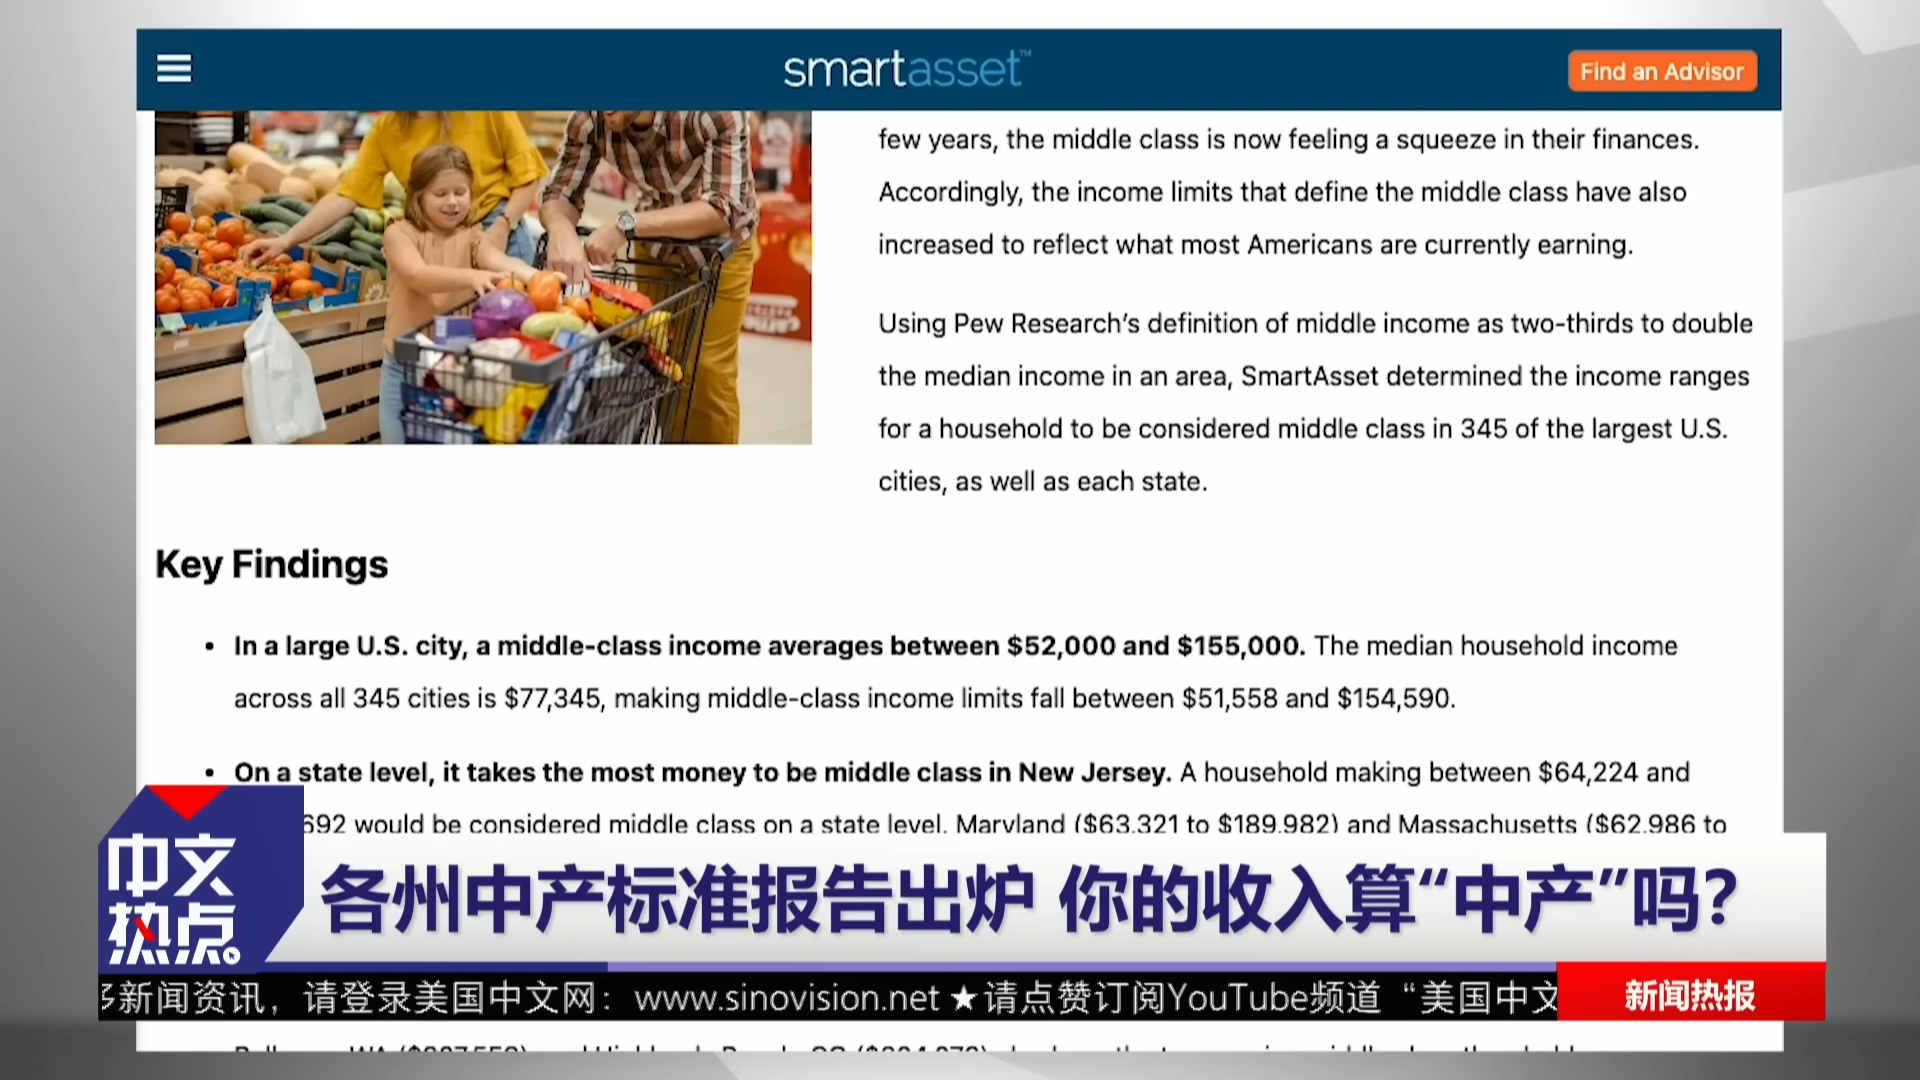 smartasset™
Find an Advisor
few years, the middle class is now feeling a squeeze in their finances.
Accordingly, the income limits that define the middle class have also
increased to reflect what most Americans are currently earning.
Using Pew Research’s definition of middle income as two-thirds to double
the median income in an area, SmartAsset determined the income ranges
for a household to be considered middle class in 345 of the largest U.S.
cities, as well as each state.
Key Findings
• In a large U.S. city, a middle-class income averages between $52,000 and $155,000. The median household income
across all 345 cities is $77,345, making middle-class income limits fall between $51,558 and $154,590.
• On a state level, it takes the most money to be middle class in New Jersey. A household making between $64,224 and
692 would be considered middle class on a state level. Maryland ($63,321 to $189,982) and Massachusetts ($62,986 to
中文
热点
各州中产标准报告出炉 你的收入算“中产”吗?
新闻资讯, 请登录美国中文网: www.sinovision.net ★请点赞订阅YouTube频道 “美国中文
新闻热报